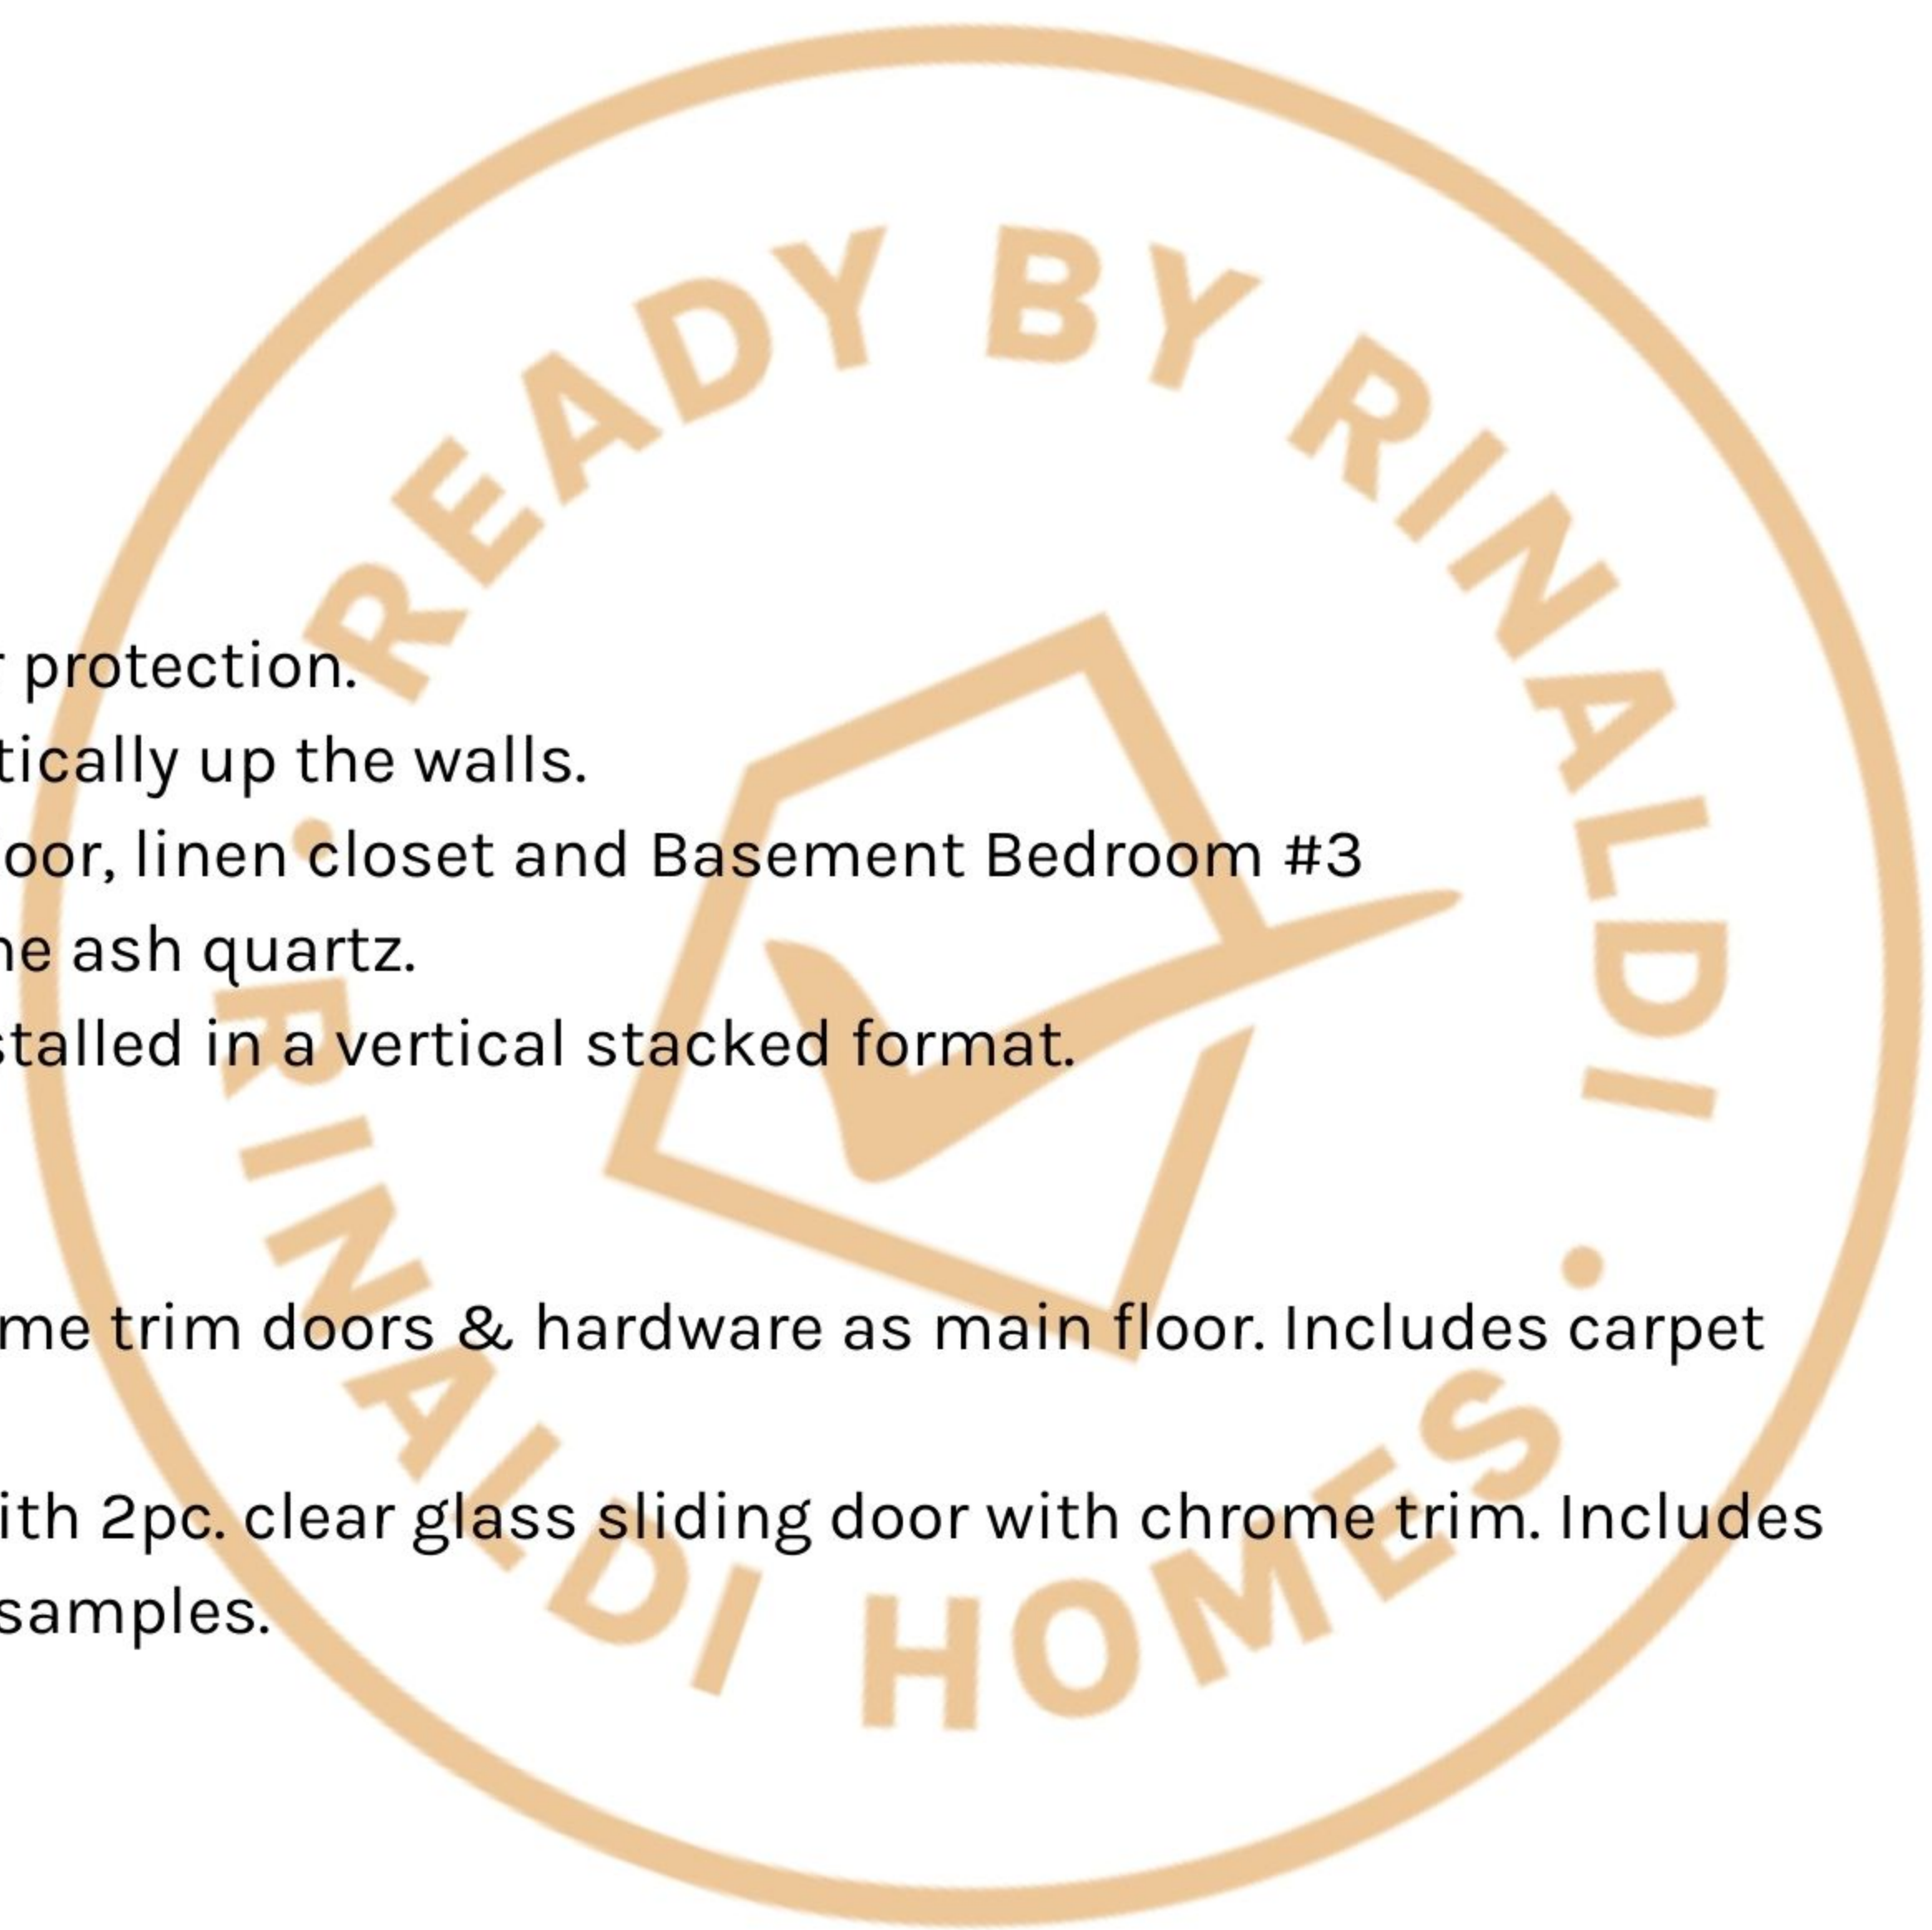 READY BY RINALDI
protection.
tically up the walls.
oor, linen closet and Basement Bedroom #3
ne ash quartz.
stalled in a vertical stacked format.
me trim doors & hardware as main floor. Includes carpet
ith 2pc. clear glass sliding door with chrome trim. Includes
samples.
RINALDI HOMES